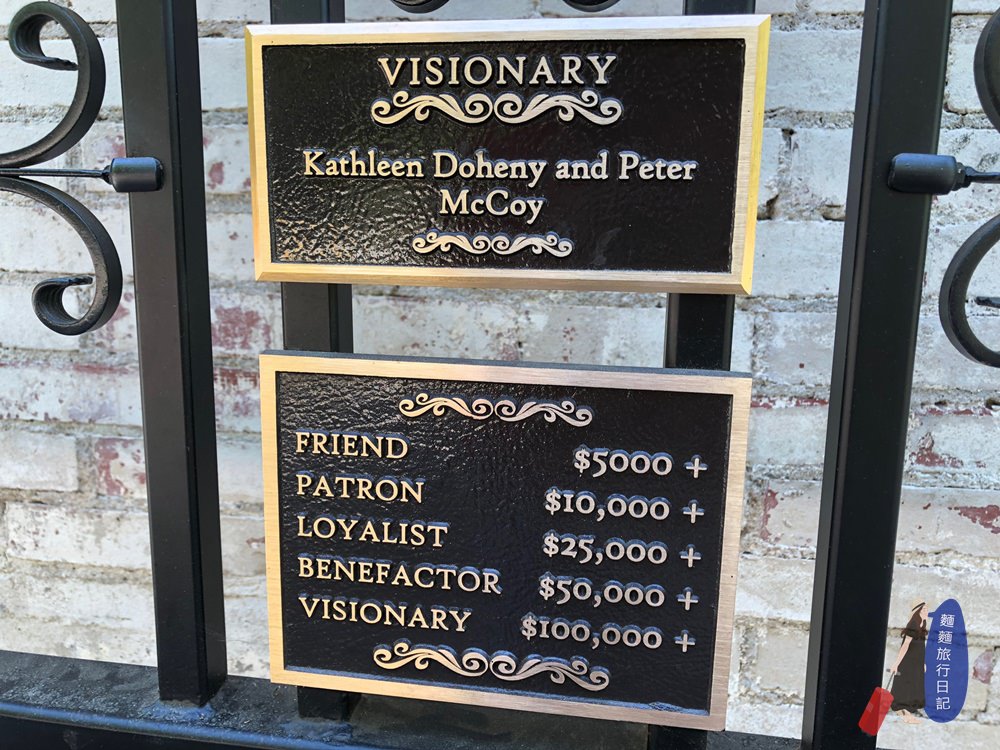 VISIONARY
Kathleen Doheny and Peter
McCoy
FRIEND $5000 +
PATRON $10,000 +
LOYALIST $25,000 +
BENEFACTOR $50,000 +
VISIONARY $100,000 +
麵麵旅行日記